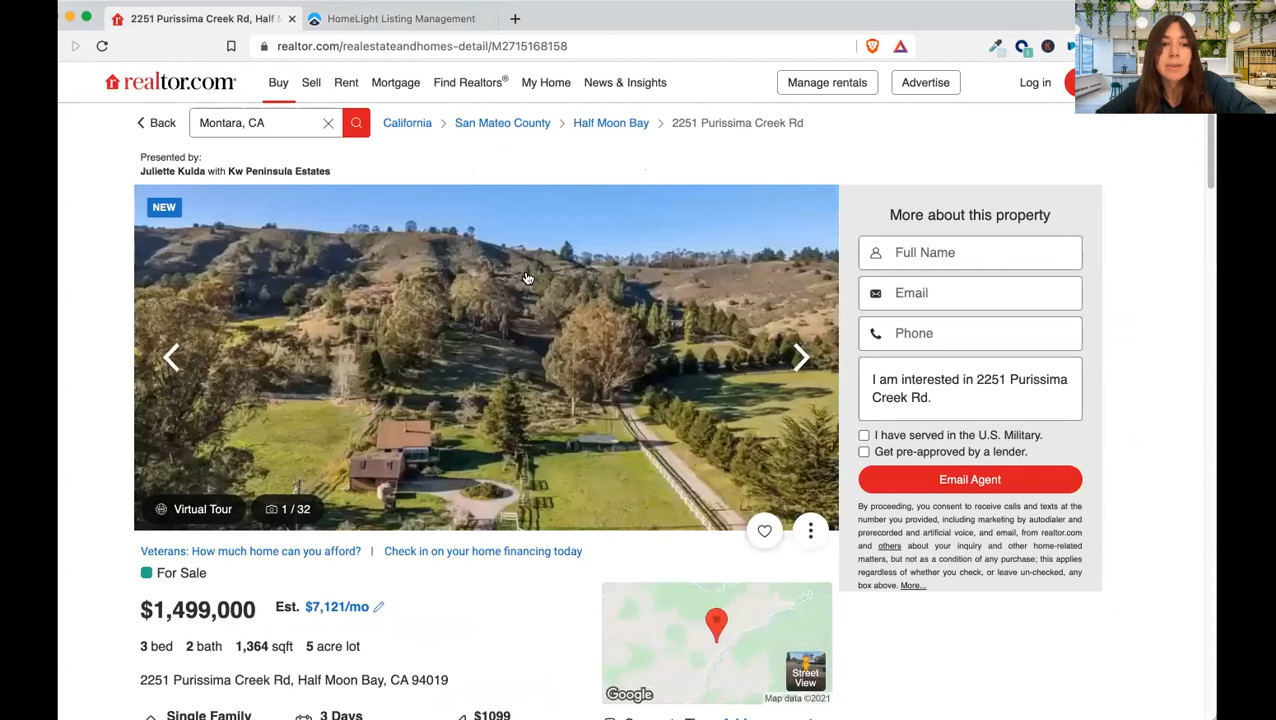 2251 Purissima Creek Rd, Half M
HomeLight Listing Management
realtor.com/realestateandhomes-detail/M2715168158
realtor.com
Buy
Sell
Rent
Mortgage
Find Realtors®
My Home
News & Insights
Manage rentals
Advertise
Log in
Back
Montara, CA
California
San Mateo County
Half Moon Bay
2251 Purissima Creek Rd
Presented by:
Juliette Kulda with Kw Peninsula Estates
NEW
Virtual Tour
1 / 32
More about this property
Full Name
Email
Phone
I am interested in 2251 Purissima
Creek Rd.
I have served in the U.S. Military.
Get pre-approved by a lender.
Email Agent
By proceeding, you consent to receive calls and texts at the
number you provided, including marketing by autodialer and
prerecorded and artificial voice, and email, from realtor.com
and others about your inquiry and other home-related
matters, but not as a condition of any purchase; this applies
regardless of whether you check, or leave un-checked, any
box above. More...
Veterans: How much home can you afford? | Check in on your home financing today
For Sale
$1,499,000
Est. $7,121/mo
3 bed 2 bath 1,364 sqft 5 acre lot
2251 Purissima Creek Rd, Half Moon Bay, CA 94019
Google
Street
View
Map data ©2021
Single Family
3 Days
$1099